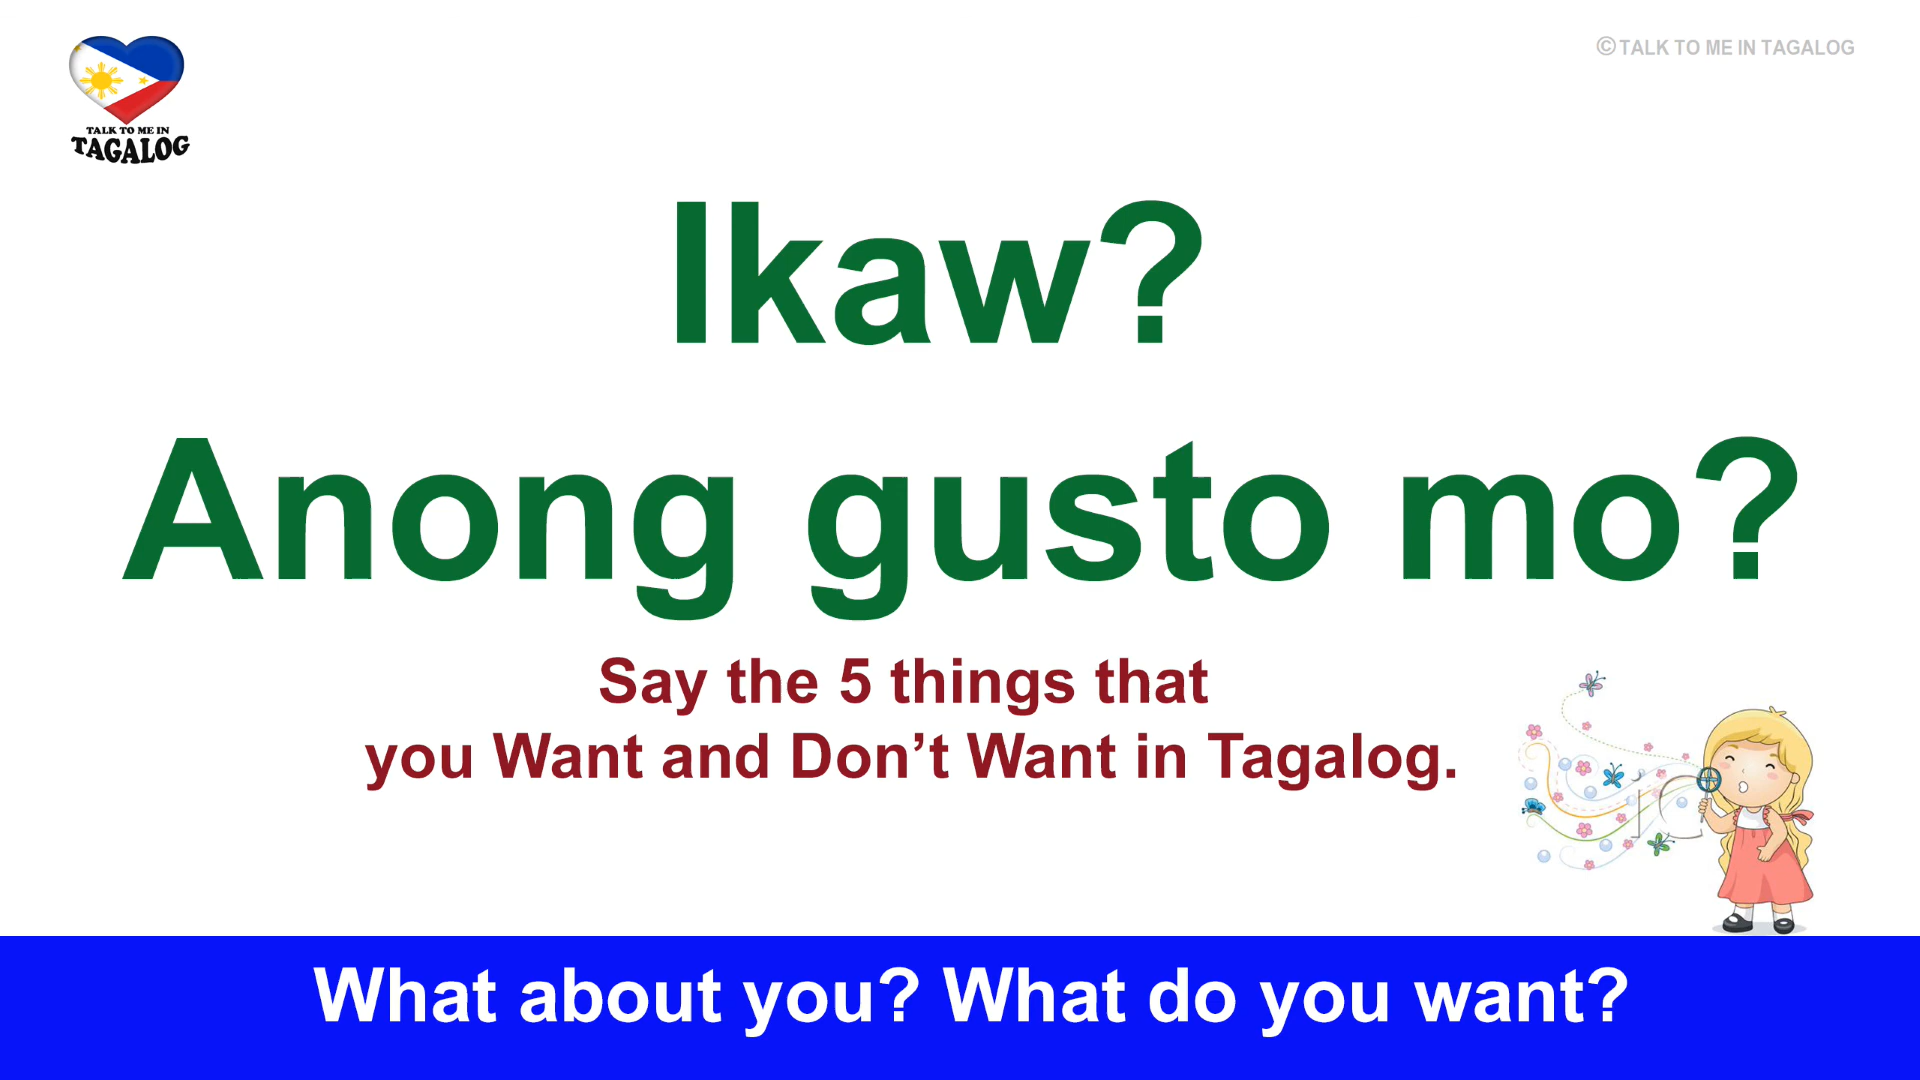 TALK TO ME IN
TAGALOG
©TALK TO ME IN TAGALOG
Ikaw?
Anong gusto mo?
Say the 5 things that
you Want and Don’t Want in Tagalog.
What about you? What do you want?